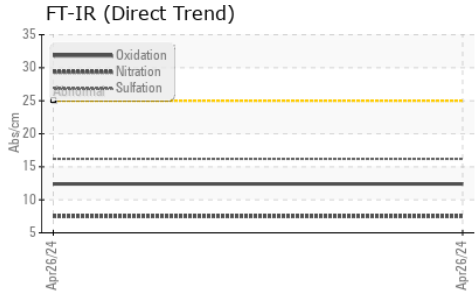 FT-IR (Direct Trend)
35
30
25
20
15
10
5
Abs/cm
Oxidation
Nitration
Sulfation
Abnormal
Apr26/24
Apr26/24